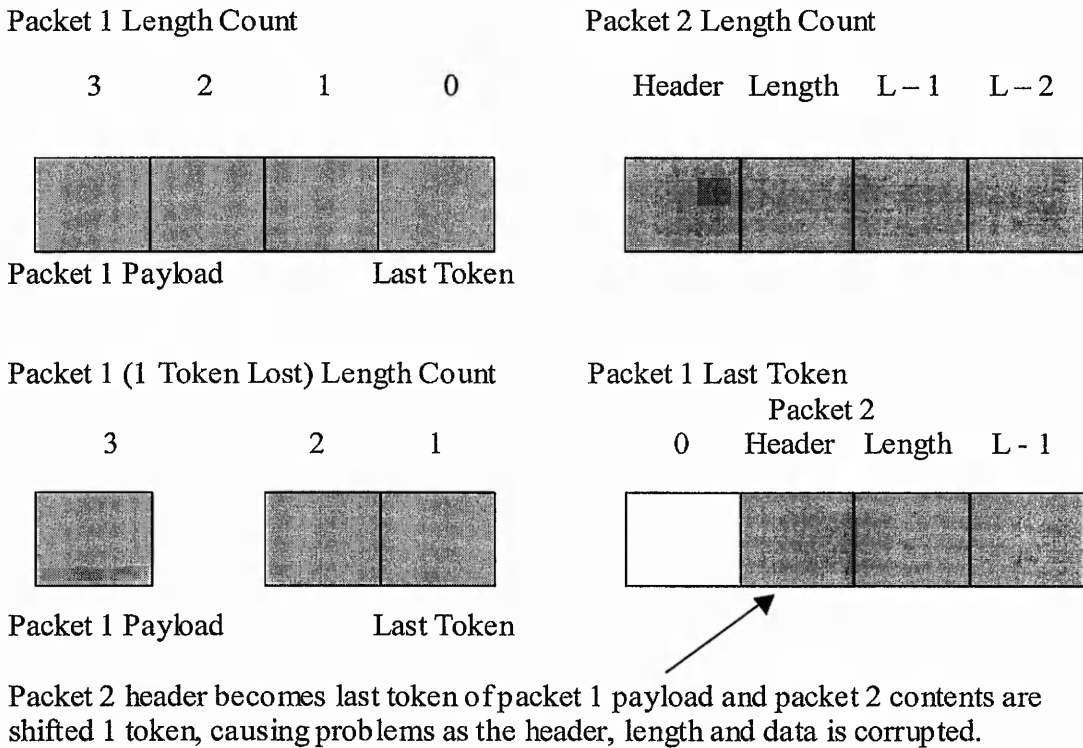 Packet 1 Length Count
Packet 2 Length Count
3 2 1 0
Header Length L – 1 L – 2
Packet 1 Payload Last Token
Packet 1 (1 Token Lost) Length Count
Packet 1 Last Token
Packet 2
3 2 1
0 Header Length L - 1
Packet 1 Payload Last Token
Packet 2 header becomes last token of packet 1 payload and packet 2 contents are
shifted 1 token, causing problems as the header, length and data is corrupted.